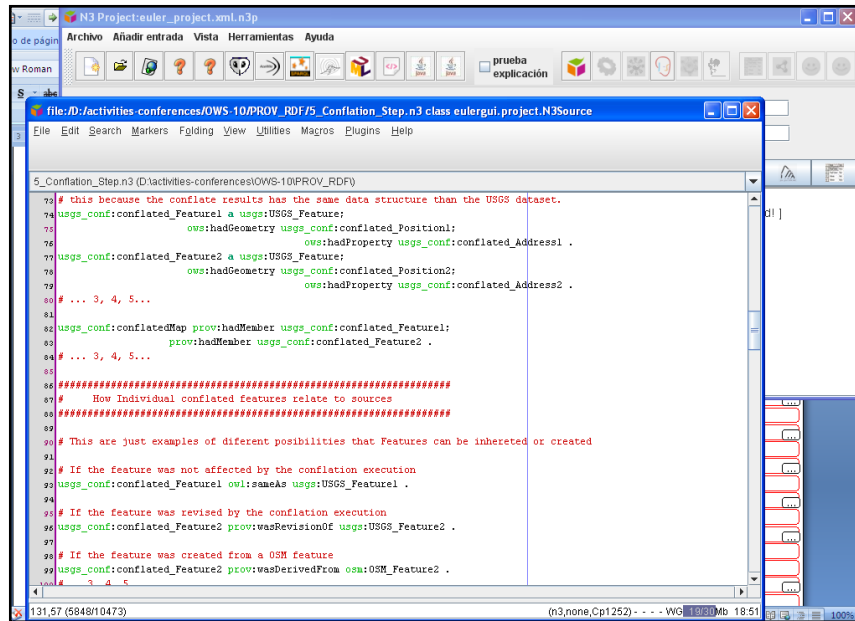 N3 Project:euler_project.xml.n3p
o de págin
Archivo Añadir entrada Vista Herramientas Ayuda
w Roman
prueba
explicación
S abc
file:/D:/activities-conferences/OWS-10/PROV_RDF/5_Conflation_Step.n3 class eulergui.project.N3Source
File Edit Search Markers Folding View Utilities Macros Plugins Help
5_Conflation_Step.n3 (D:\activities-conferences\OWS-10\PROV_RDF\)
d! ]
73 # this because the conflate results has the same data structure than the USGS dataset.
74 usgs_conf:conflated_Feature1 a usgs:USGS_Feature;
75 ows:hadGeometry usgs_conf:conflated_Position1;
76 ows:hadProperty usgs_conf:conflated_Address1 .
77 usgs_conf:conflated_Feature2 a usgs:USGS_Feature;
78 ows:hadGeometry usgs_conf:conflated_Position2;
79 ows:hadProperty usgs_conf:conflated_Address2 .
80 # ... 3, 4, 5...
81
82 usgs_conf:conflatedMap prov:hadMember usgs_conf:conflated_Feature1;
83 prov:hadMember usgs_conf:conflated_Feature2 .
84 # ... 3, 4, 5...
85
86 ###################################################################
87 # How Individual conflated features relate to sources
88 ###################################################################
89
90 # This are just examples of diferent posibilities that Features can be inhereted or created
91
92 # If the feature was not affected by the conflation execution
93 usgs_conf:conflated_Feature1 owl:sameAs usgs:USGS_Feature1 .
94
95 # If the feature was revised by the conflation execution
96 usgs_conf:conflated_Feature2 prov:wasRevisionOf usgs:USGS_Feature2 .
97
98 # If the feature was created from a OSM feature
99 usgs_conf:conflated_Feature2 prov:wasDerivedFrom osm:OSM_Feature2 .
100 # ... 3, 4, 5
131,57 (5848/10473)
(n3,none,Cp1252) - - - - WG 19/30Mb 18:51
100%